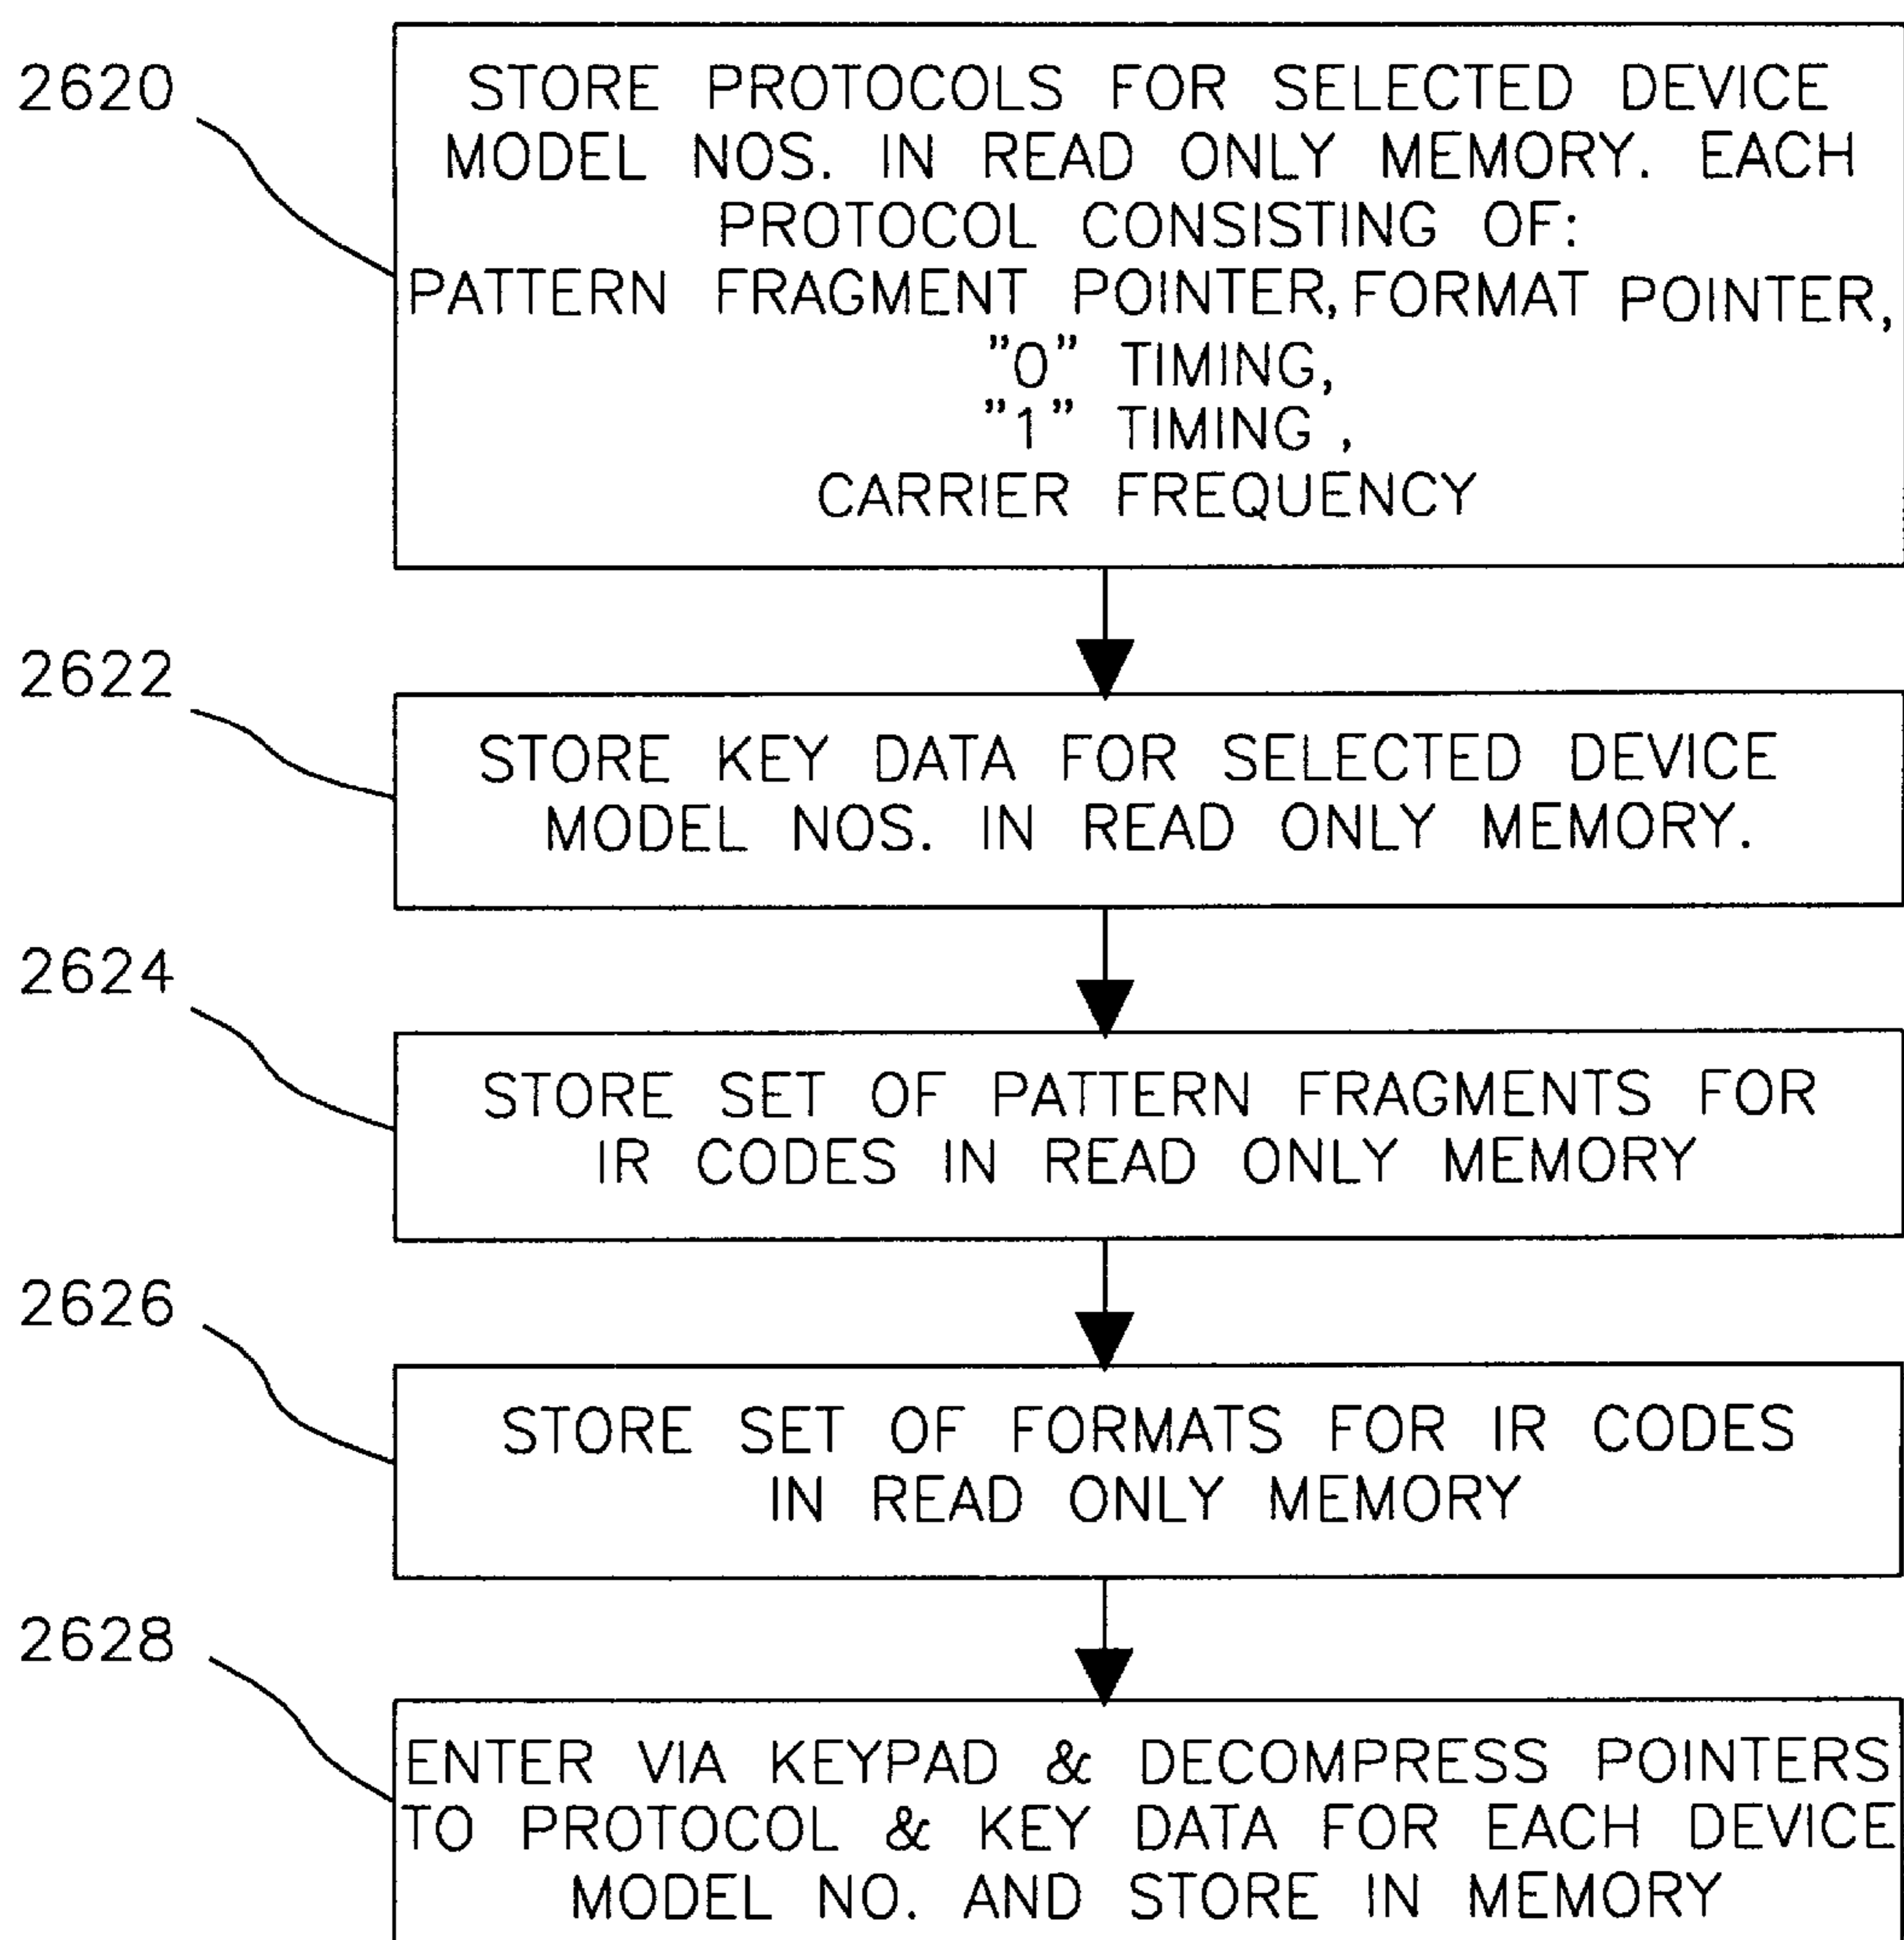 2620
STORE PROTOCOLS FOR SELECTED DEVICE
MODEL NOS. IN READ ONLY MEMORY. EACH
PROTOCOL CONSISTING OF:
PATTERN FRAGMENT POINTER, FORMAT POINTER,
"0" TIMING,
"1" TIMING ,
CARRIER FREQUENCY
2622
STORE KEY DATA FOR SELECTED DEVICE
MODEL NOS. IN READ ONLY MEMORY.
2624
STORE SET OF PATTERN FRAGMENTS FOR
IR CODES IN READ ONLY MEMORY
2626
STORE SET OF FORMATS FOR IR CODES
IN READ ONLY MEMORY
2628
ENTER VIA KEYPAD & DECOMPRESS POINTERS
TO PROTOCOL & KEY DATA FOR EACH DEVICE
MODEL NO. AND STORE IN MEMORY